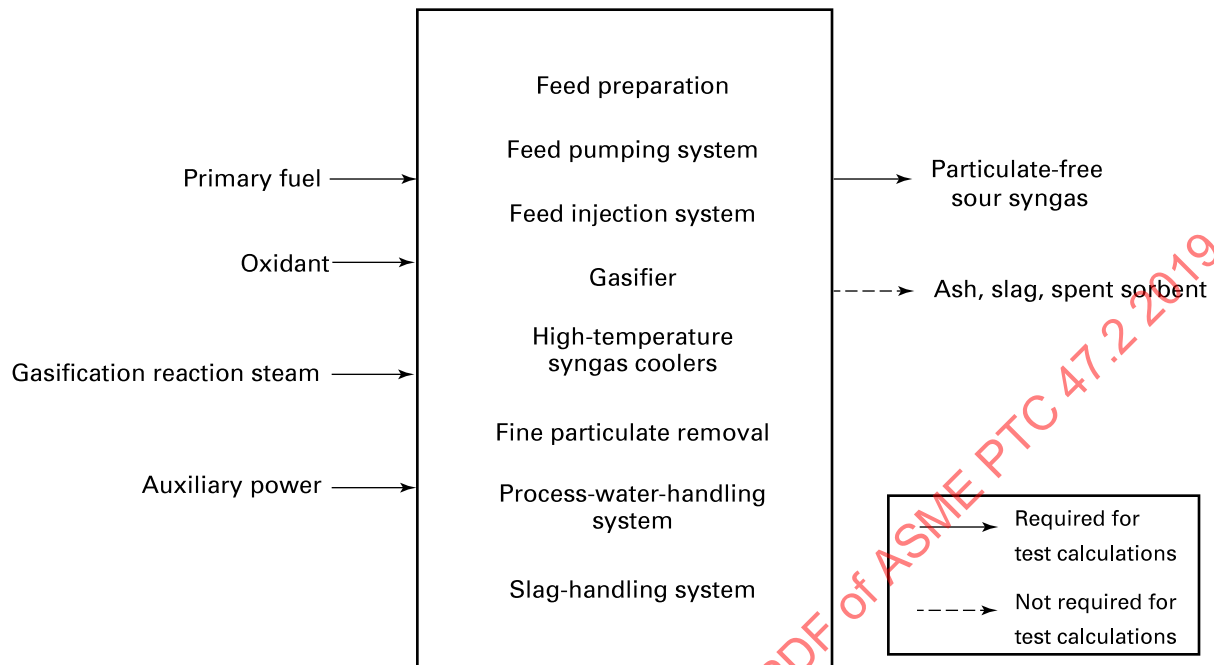 Feed preparation
Feed pumping system
Feed injection system
Gasifier
High-temperature
syngas coolers
Fine particulate removal
Process-water-handling
system
Slag-handling system
Primary fuel
Oxidant
Gasification reaction steam
Auxiliary power
Particulate-free
sour syngas
Ash, slag, spent sorbent
Required for
test calculations
Not required for
test calculations
PDF of ASME PTC 47.2 2019